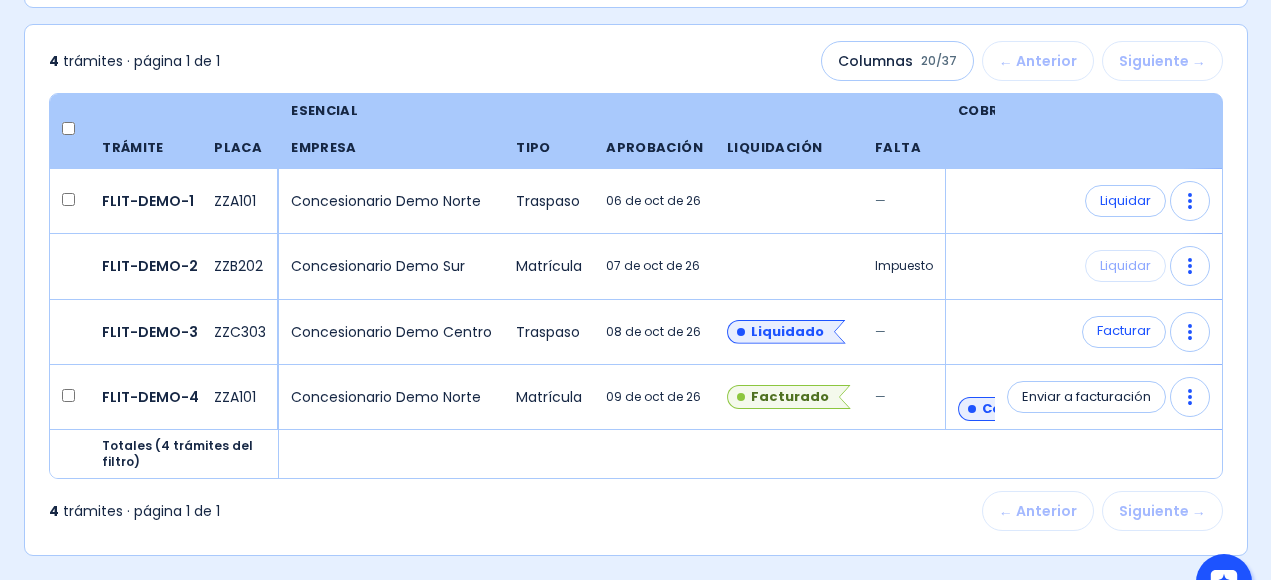 4 trámites · página 1 de 1
Columnas 20/37
← Anterior
Siguiente →
ESENCIAL
TRÁMITE PLACA EMPRESA TIPO APROBACIÓN LIQUIDACIÓN FALTA
FLIT-DEMO-1 ZZA101 Concesionario Demo Norte Traspaso 06 de oct de 26 — Liquidar
FLIT-DEMO-2 ZZB202 Concesionario Demo Sur Matrícula 07 de oct de 26 Impuesto Liquidar
FLIT-DEMO-3 ZZC303 Concesionario Demo Centro Traspaso 08 de oct de 26 Liquidado — Facturar
FLIT-DEMO-4 ZZA101 Concesionario Demo Norte Matrícula 09 de oct de 26 Facturado — Enviar a facturación
Totales (4 trámites del
filtro)
4 trámites · página 1 de 1
← Anterior
Siguiente →